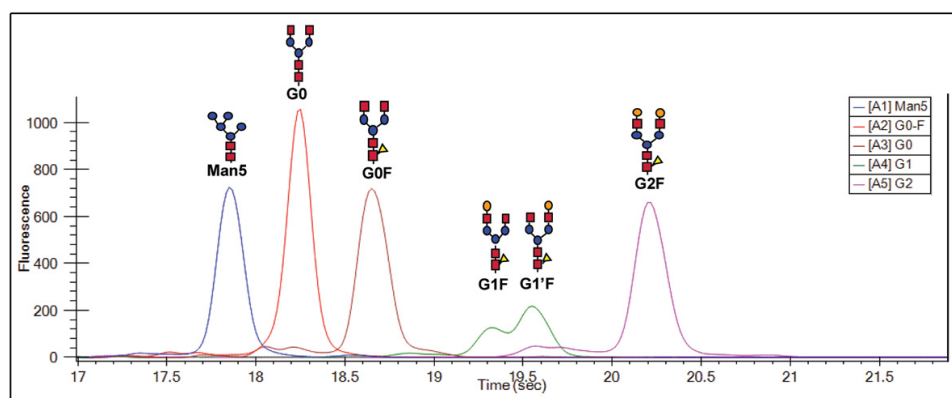 G0
Man5
G0F
G2F
G1F
G1'F
[A1] Man5
[A2] G0-F
[A3] G0
[A4] G1
[A5] G2
Fluorescence
1000
800
600
400
200
0
17
17.5
18
18.5
19
19.5
20
20.5
21
21.5
Time (sec)